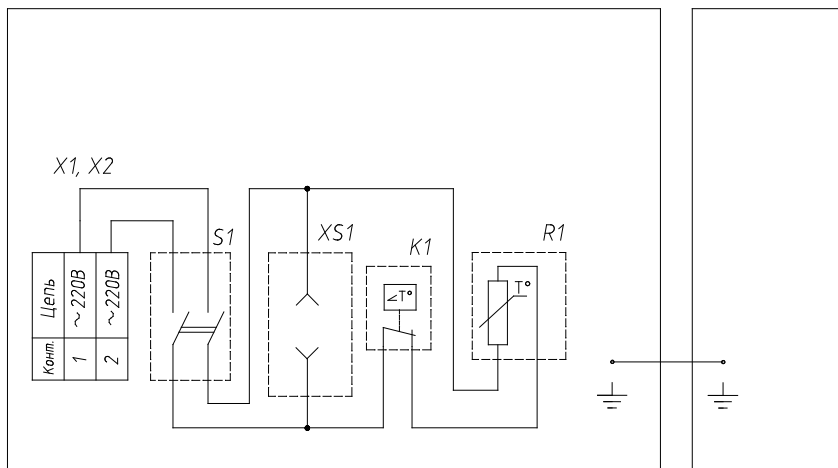 X1, X2
S1
XS1
K1
R1
Конт. Цепь
1 ~220В
2 ~220В
∠T°
T°